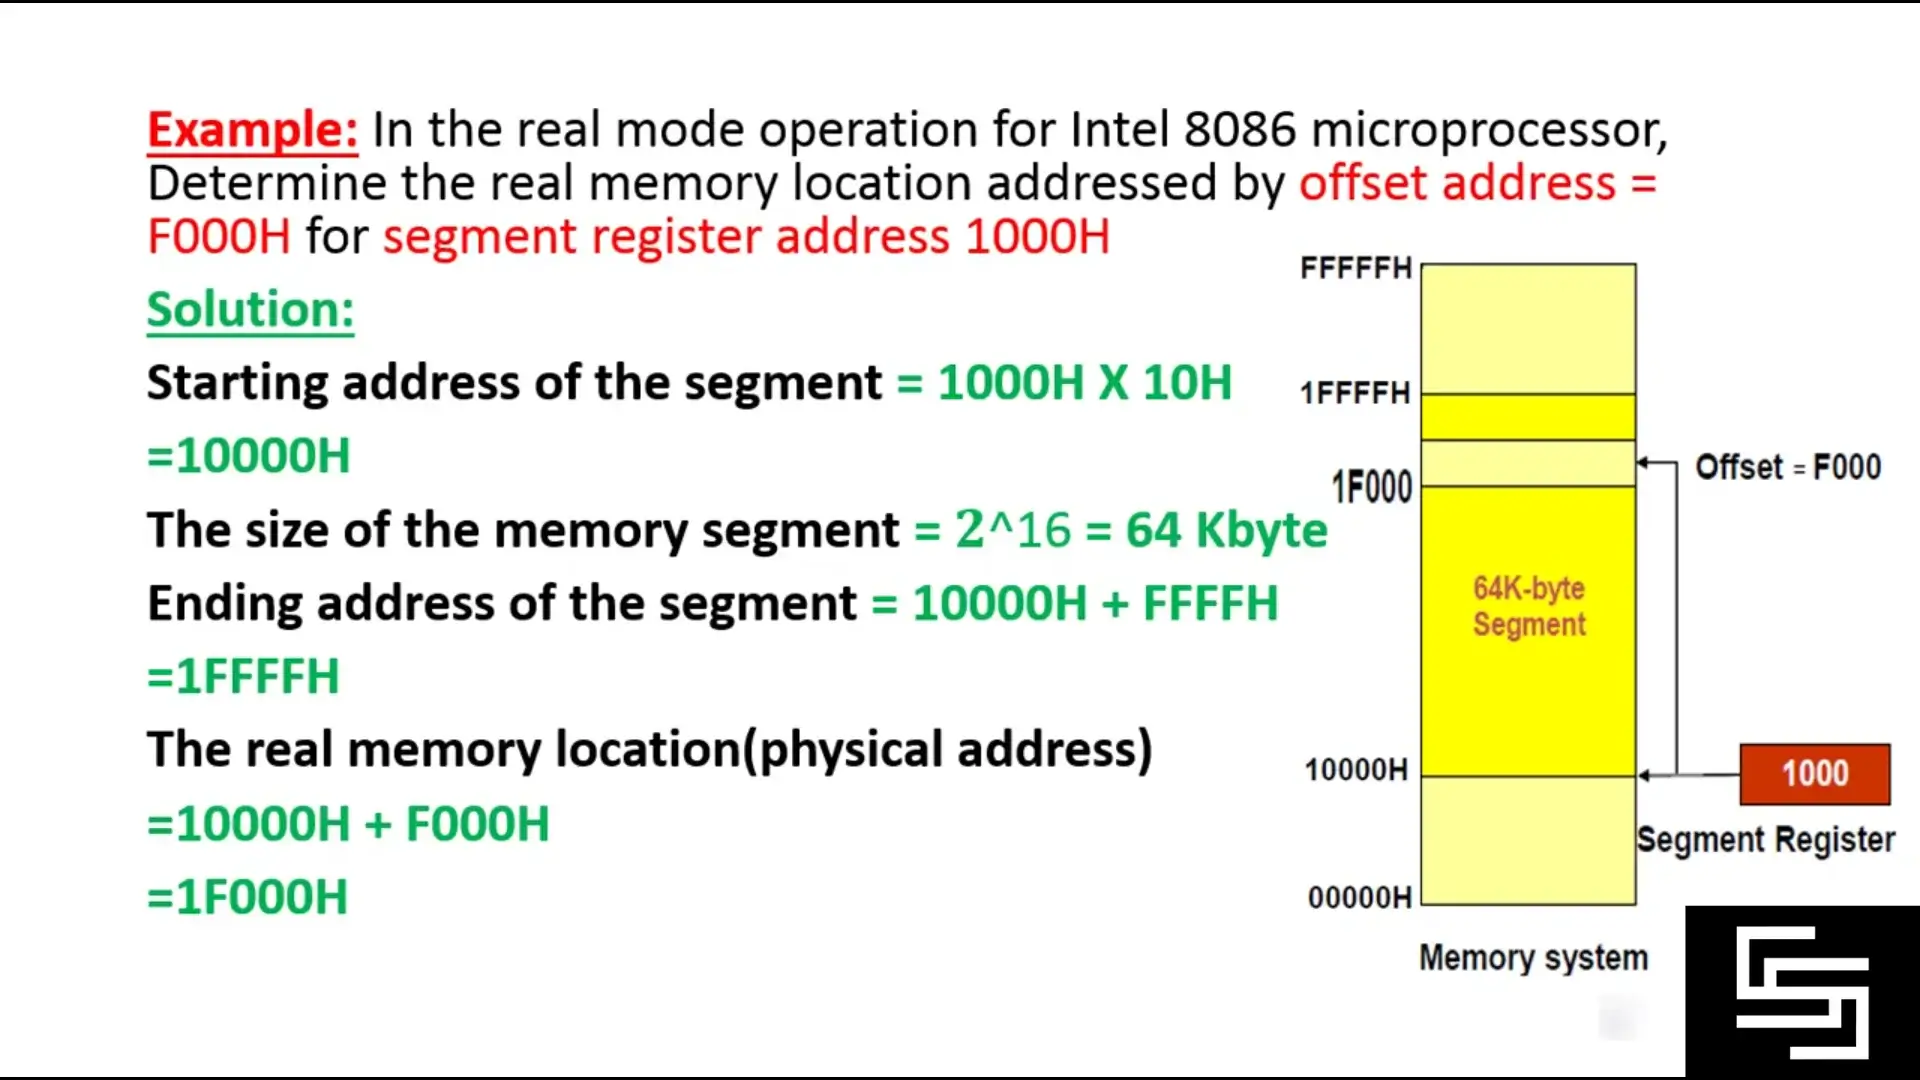 Example: In the real mode operation for Intel 8086 microprocessor,
Determine the real memory location addressed by offset address =
F000H for segment register address 1000H
Solution:
Starting address of the segment = 1000H X 10H
=10000H
The size of the memory segment = 2^16 = 64 Kbyte
Ending address of the segment = 10000H + FFFFH
=1FFFFH
The real memory location(physical address)
=10000H + F000H
=1F000H
FFFFFH
1FFFFH
Offset = F000
1F000
64K-byte
Segment
10000H
1000
Segment Register
00000H
Memory system